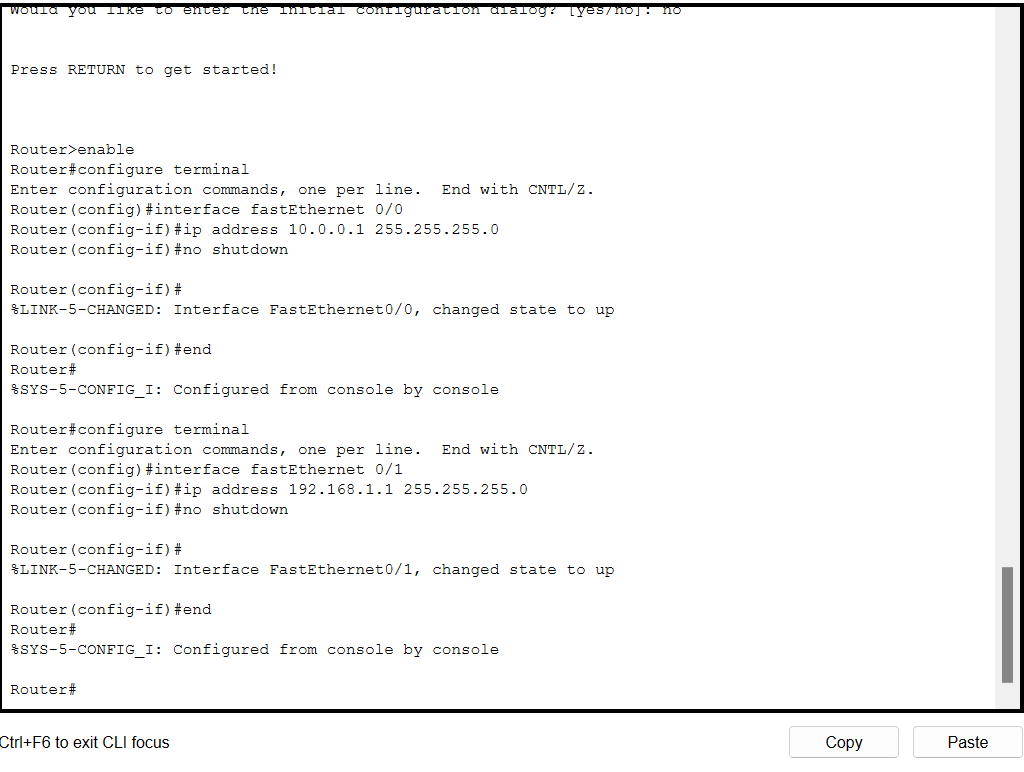 Would you like to enter the initial configuration dialog? [yes/no]: no
Press RETURN to get started!
Router>enable
Router#configure terminal
Enter configuration commands, one per line.  End with CNTL/Z.
Router(config)#interface fastEthernet 0/0
Router(config-if)#ip address 10.0.0.1 255.255.255.0
Router(config-if)#no shutdown
Router(config-if)#
%LINK-5-CHANGED: Interface FastEthernet0/0, changed state to up
Router(config-if)#end
Router#
%SYS-5-CONFIG_I: Configured from console by console
Router#configure terminal
Enter configuration commands, one per line.  End with CNTL/Z.
Router(config)#interface fastEthernet 0/1
Router(config-if)#ip address 192.168.1.1 255.255.255.0
Router(config-if)#no shutdown
Router(config-if)#
%LINK-5-CHANGED: Interface FastEthernet0/1, changed state to up
Router(config-if)#end
Router#
%SYS-5-CONFIG_I: Configured from console by console
Router#
Ctrl+F6 to exit CLI focus
Copy
Paste